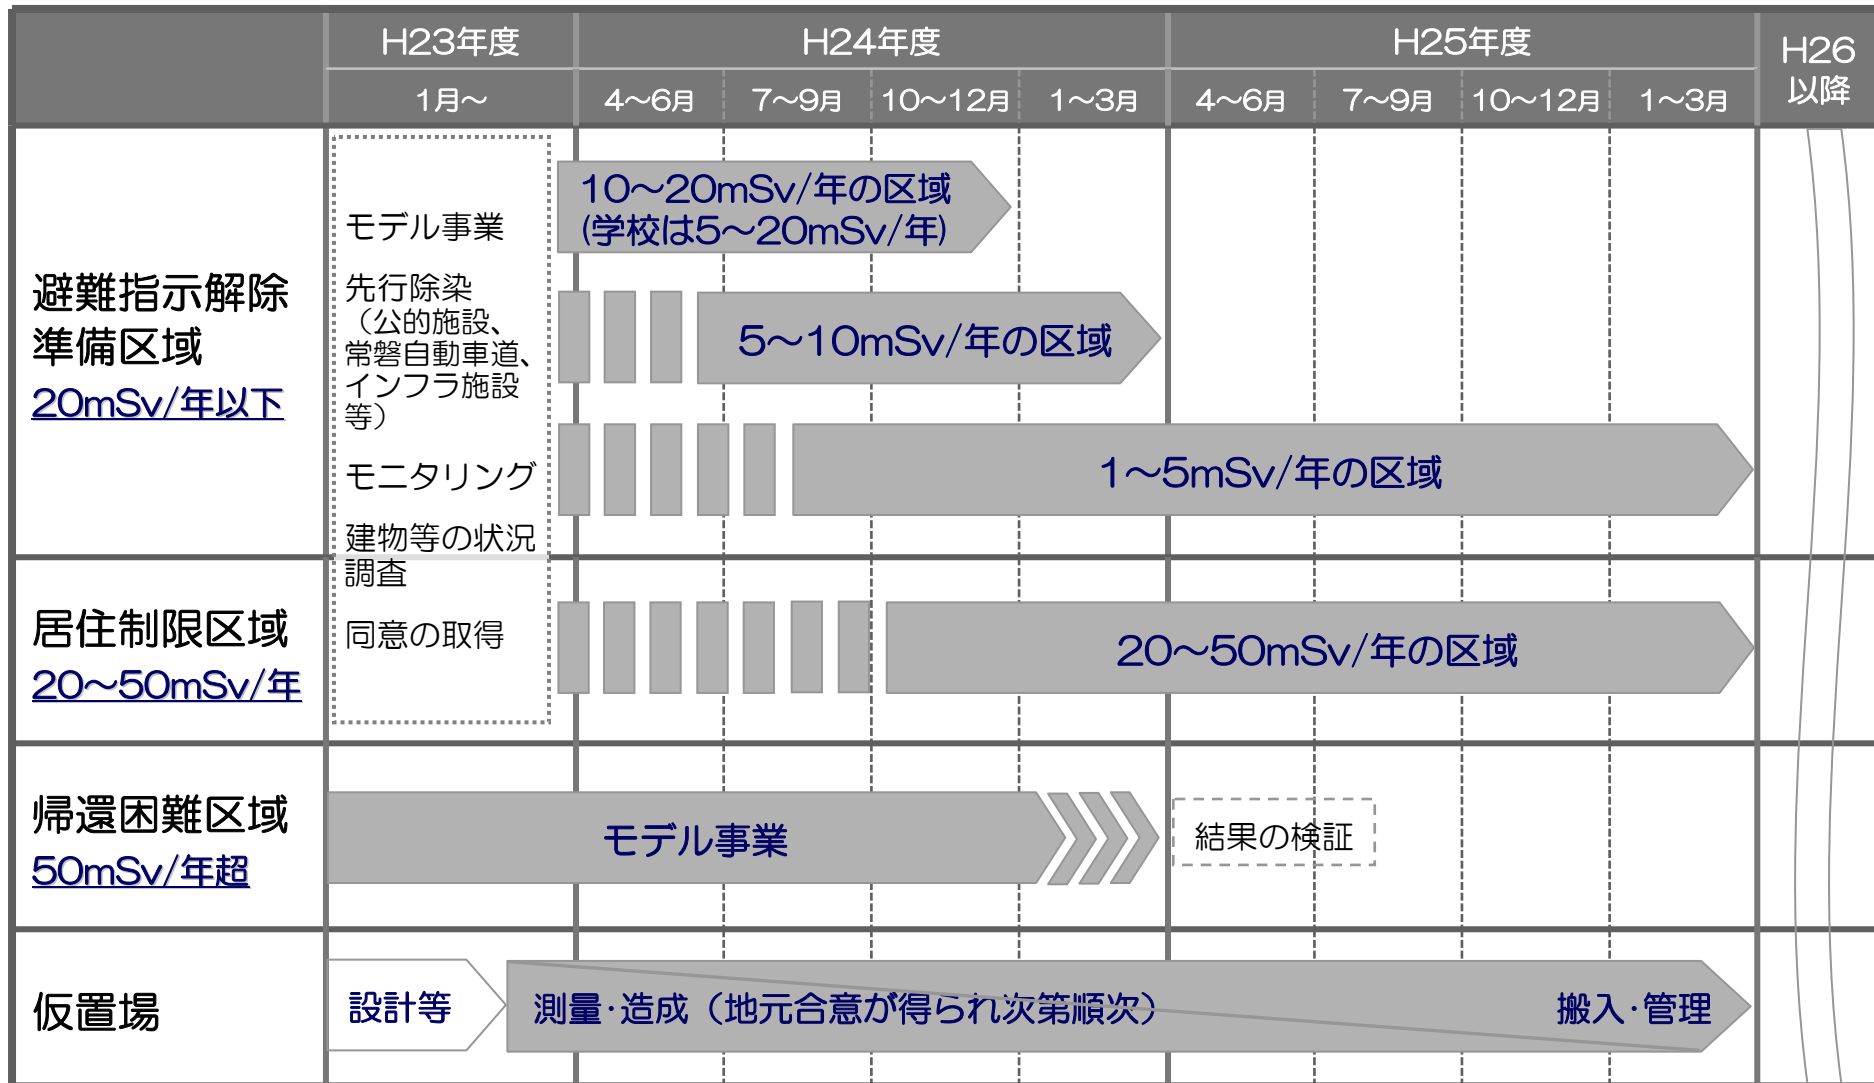 H23年度
H24年度
H25年度
H26
以降
1月～
4～6月
7～9月
10～12月
1～3月
4～6月
7～9月
10～12月
1～3月
避難指示解除
準備区域
20mSv/年以下
モデル事業
先行除染
（公的施設、
常磐自動車道、
インフラ施設
等）
モニタリング
建物等の状況
調査
同意の取得
10～20mSv/年の区域
(学校は5～20mSv/年)
5～10mSv/年の区域
1～5mSv/年の区域
居住制限区域
20～50mSv/年
20～50mSv/年の区域
帰還困難区域
50mSv/年超
モデル事業
結果の検証
仮置場
設計等
測量･造成（地元合意が得られ次第順次）
搬入･管理